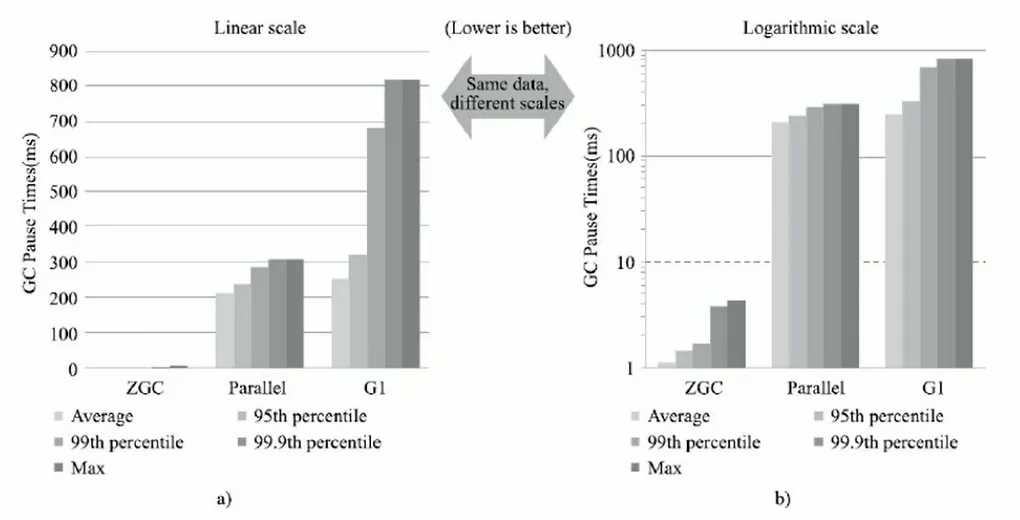 Linear scale
(Lower is better)
Logarithmic scale
Same data,
different scales
GC Pause Times(ms)
900
800
700
600
500
400
300
200
100
0
ZGC
Parallel
G1
Average
95th percentile
99th percentile
99.9th percentile
Max
a)
GC Pause Times(ms)
1000
100
10
1
ZGC
Parallel
G1
Average
95th percentile
99th percentile
99.9th percentile
Max
b)